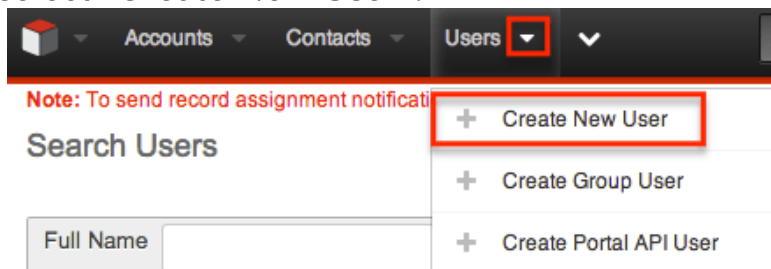 Accounts Contacts Users
Note: To send record assignment notificati
Create New User
Search Users
Create Group User
Full Name
Create Portal API User